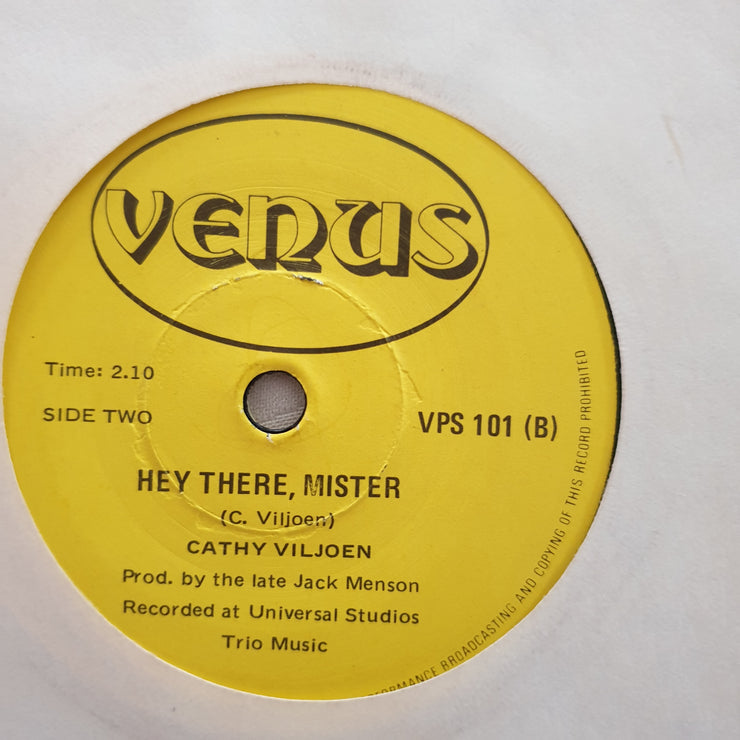 VENUS
Time: 2.10
SIDE TWO
VPS 101 (B)
HEY THERE, MISTER
(C. Viljoen)
CATHY VILJOEN
Prod. by the late Jack Menson
Recorded at Universal Studios
Trio Music
BROADCASTING AND COPYING OF THIS RECORD PROHIBITED